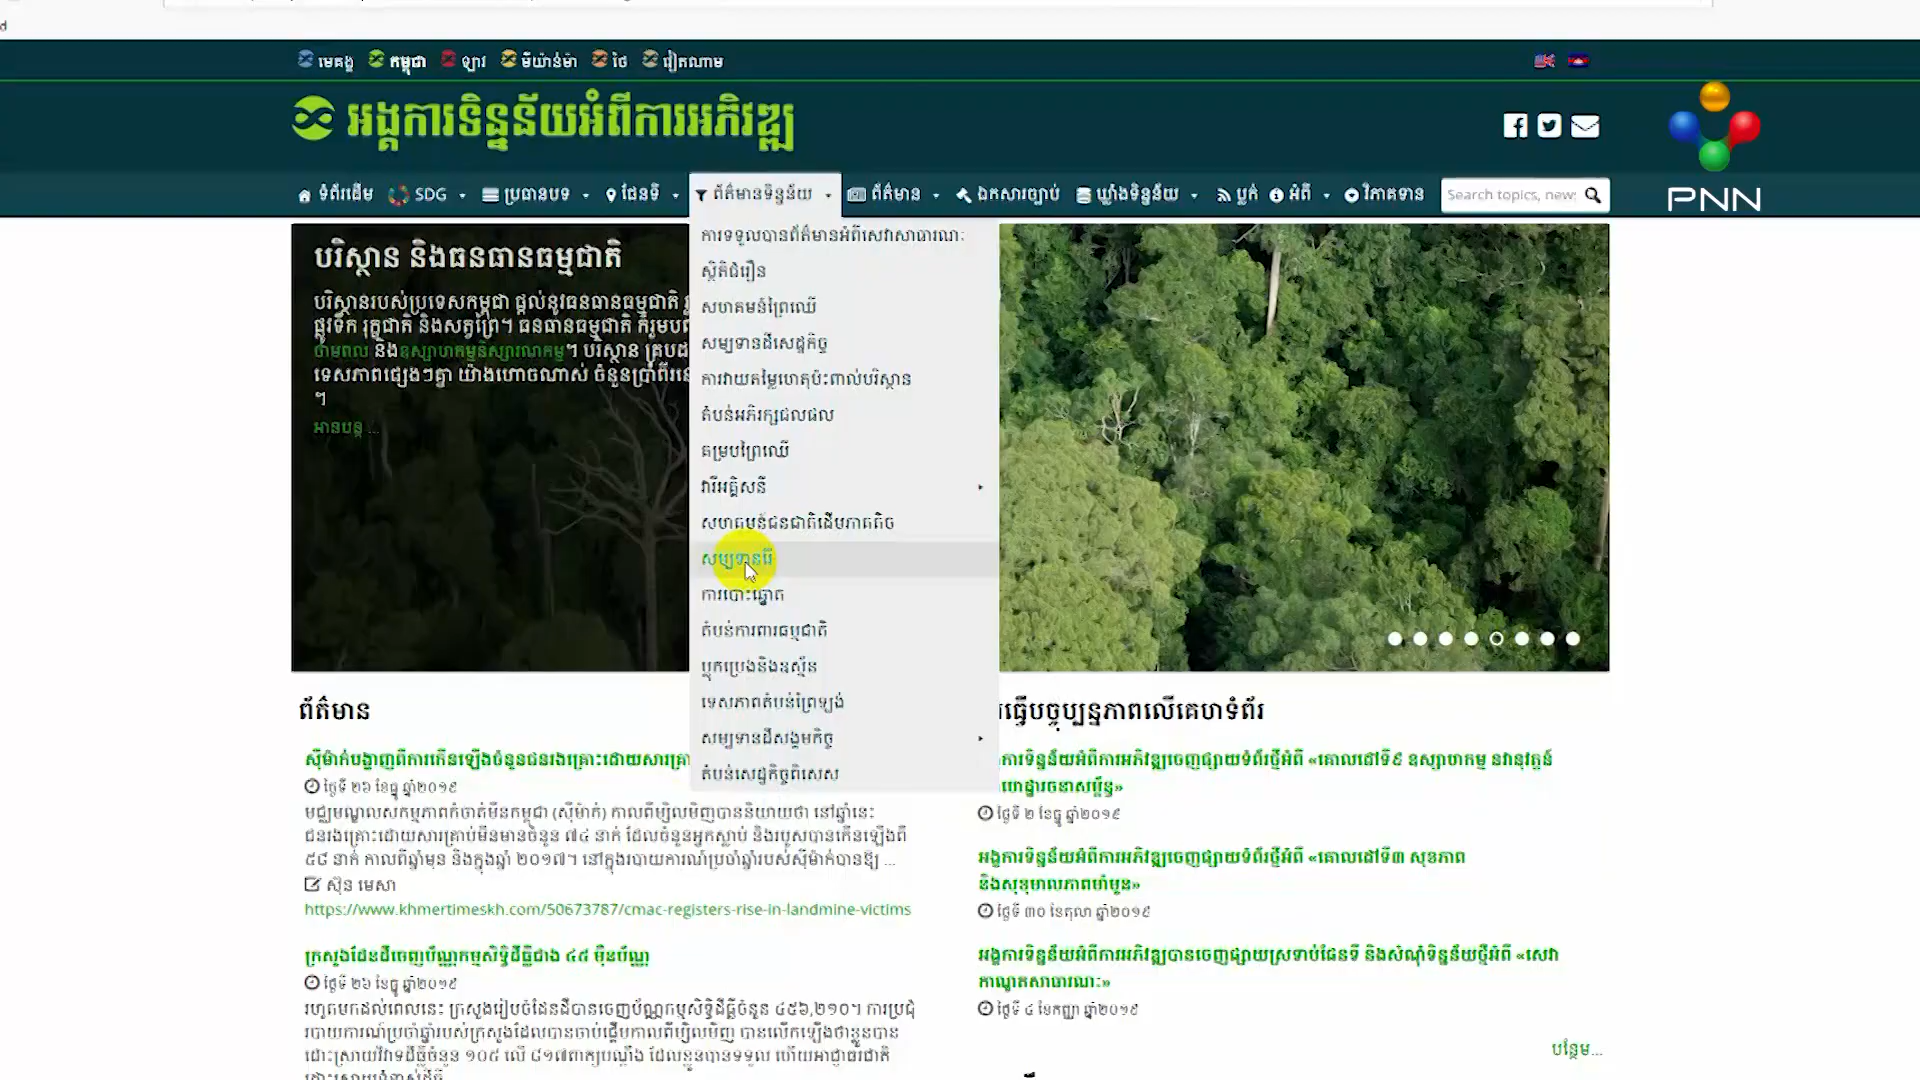 មេគង្គ កម្ពុជា ឡាវ មីយ៉ាន់ម៉ា ថៃ វៀតណាម
អង្គការទិន្នន័យអំពីការអភិវឌ្ឍ
PNN
ទំព័រដើម SDG ប្រធានបទ ផែនទី ព័ត៌មានទិន្នន័យ ព័ត៌មាន ឯកសារច្បាប់ ឃ្លាំងទិន្នន័យ ប្លក់ អំពី វិភាគទាន Search topics, news
ការទទួលបានព័ត៌មានអំពីសេវាសាធារណៈ
ស្ថិតិជំរឿន
សហគមន៍ព្រៃឈើ
សម្បទានដីសេដ្ឋកិច្ច
ការវាយតម្លៃហេតុប៉ះពាល់បរិស្ថាន
តំបន់អភិរក្សជលផល
គម្របព្រៃឈើ
វារីអគ្គិសនី
សហគមន៍ជនជាតិដើមភាគតិច
សម្បទានរ៉ែ
ការបោះឆ្នោត
តំបន់ការពារធម្មជាតិ
ប្លុកប្រេងនិងឧស្ម័ន
ទេសភាពតំបន់ព្រៃឡង់
សម្បទានដីសង្គមកិច្ច
តំបន់សេដ្ឋកិច្ចពិសេស
បរិស្ថាន និងធនធានធម្មជាតិ
បរិស្ថានរបស់ប្រទេសកម្ពុជា ផ្តល់នូវធនធានធម្មជាតិ
ផ្លូវទឹក រុក្ខជាតិ និងសត្វព្រៃ។ ធនធានធម្មជាតិ ក៏រួមបញ
ថាមពល និងឧស្សាហកម្មនិស្សារណកម្ម។ បរិស្ថាន គ្របដ
ទេសភាពផ្សេងៗគ្នា យ៉ាងហោចណាស់ ចំនួនប្រាំពីរនៅ
។
អានបន្ត ...
ព័ត៌មាន
ស៊ីម៉ាក់បង្ហាញពីការកើនឡើងចំនួនជនរងគ្រោះដោយសារគ្រា
ថ្ងៃទី ២៦ ខែធ្នូ ឆ្នាំ២០១៩
មជ្ឈមណ្ឌលសកម្មភាពកំចាត់មីនកម្ពុជា (ស៊ីម៉ាក់) កាលពីម្សិលមិញបាននិយាយថា នៅឆ្នាំនេះ
ជនរងគ្រោះដោយសារគ្រាប់មីនមានចំនួន ៧៤ នាក់ ដែលចំនួនអ្នកស្លាប់ និងរបួសបានកើនឡើងពី
៥៨ នាក់ កាលពីឆ្នាំមុន និងក្នុងឆ្នាំ ២០១៧។ នៅក្នុងរបាយការណ៍ប្រចាំឆ្នាំរបស់ស៊ីម៉ាក់បានឱ្យ ...
ស៊ុន មេសា
https://www.khmertimeskh.com/50673787/cmac-registers-rise-in-landmine-victims
ក្រសួងដែនដីចេញប័ណ្ណកម្មសិទ្ធិដីធ្លីជាង ៤៥ ម៉ឺនប័ណ្ណ
ថ្ងៃទី ២៦ ខែធ្នូ ឆ្នាំ២០១៩
រហូតមកដល់ពេលនេះ ក្រសួងរៀបចំដែនដីបានចេញប័ណ្ណកម្មសិទ្ធិដីធ្លីចំនួន ៤៥៦,២១០។ ការប្រជុំ
របាយការណ៍ប្រចាំឆ្នាំរបស់ក្រសួងដែលបានចាប់ផ្តើមកាលពីម្សិលមិញ បានលើកឡើងថាខ្លួនបាន
ដោះស្រាយវិវាទដីធ្លីចំនួន ១០៥ លើ ៨១៧ពាក្យបណ្តឹង ដែលខ្លួនបានទទួល ហើយអាជ្ញាធរជាតិ
ធ្វើបច្ចុប្បន្នភាពលើគេហទំព័រ
អង្គការទិន្នន័យអំពីការអភិវឌ្ឍចេញផ្សាយទំព័រថ្មីអំពី «គោលដៅទី៩ ឧស្សាហកម្ម នវានុវត្តន៍
ហេដ្ឋារចនាសម្ព័ន្ធ»
ថ្ងៃទី ២ ខែធ្នូ ឆ្នាំ២០១៩
អង្គការទិន្នន័យអំពីការអភិវឌ្ឍចេញផ្សាយទំព័រថ្មីអំពី «គោលដៅទី៣ សុខភាព
និងសុខុមាលភាពល្អ»
ថ្ងៃទី ៣០ ខែតុលា ឆ្នាំ២០១៩
អង្គការទិន្នន័យអំពីការអភិវឌ្ឍបានចេញផ្សាយស្រទាប់ផែនទី និងសំណុំទិន្នន័យថ្មីអំពី «សេវា
សាធារណៈ»
ថ្ងៃទី ៤ ខែកញ្ញា ឆ្នាំ២០១៩
បន្ថែម...